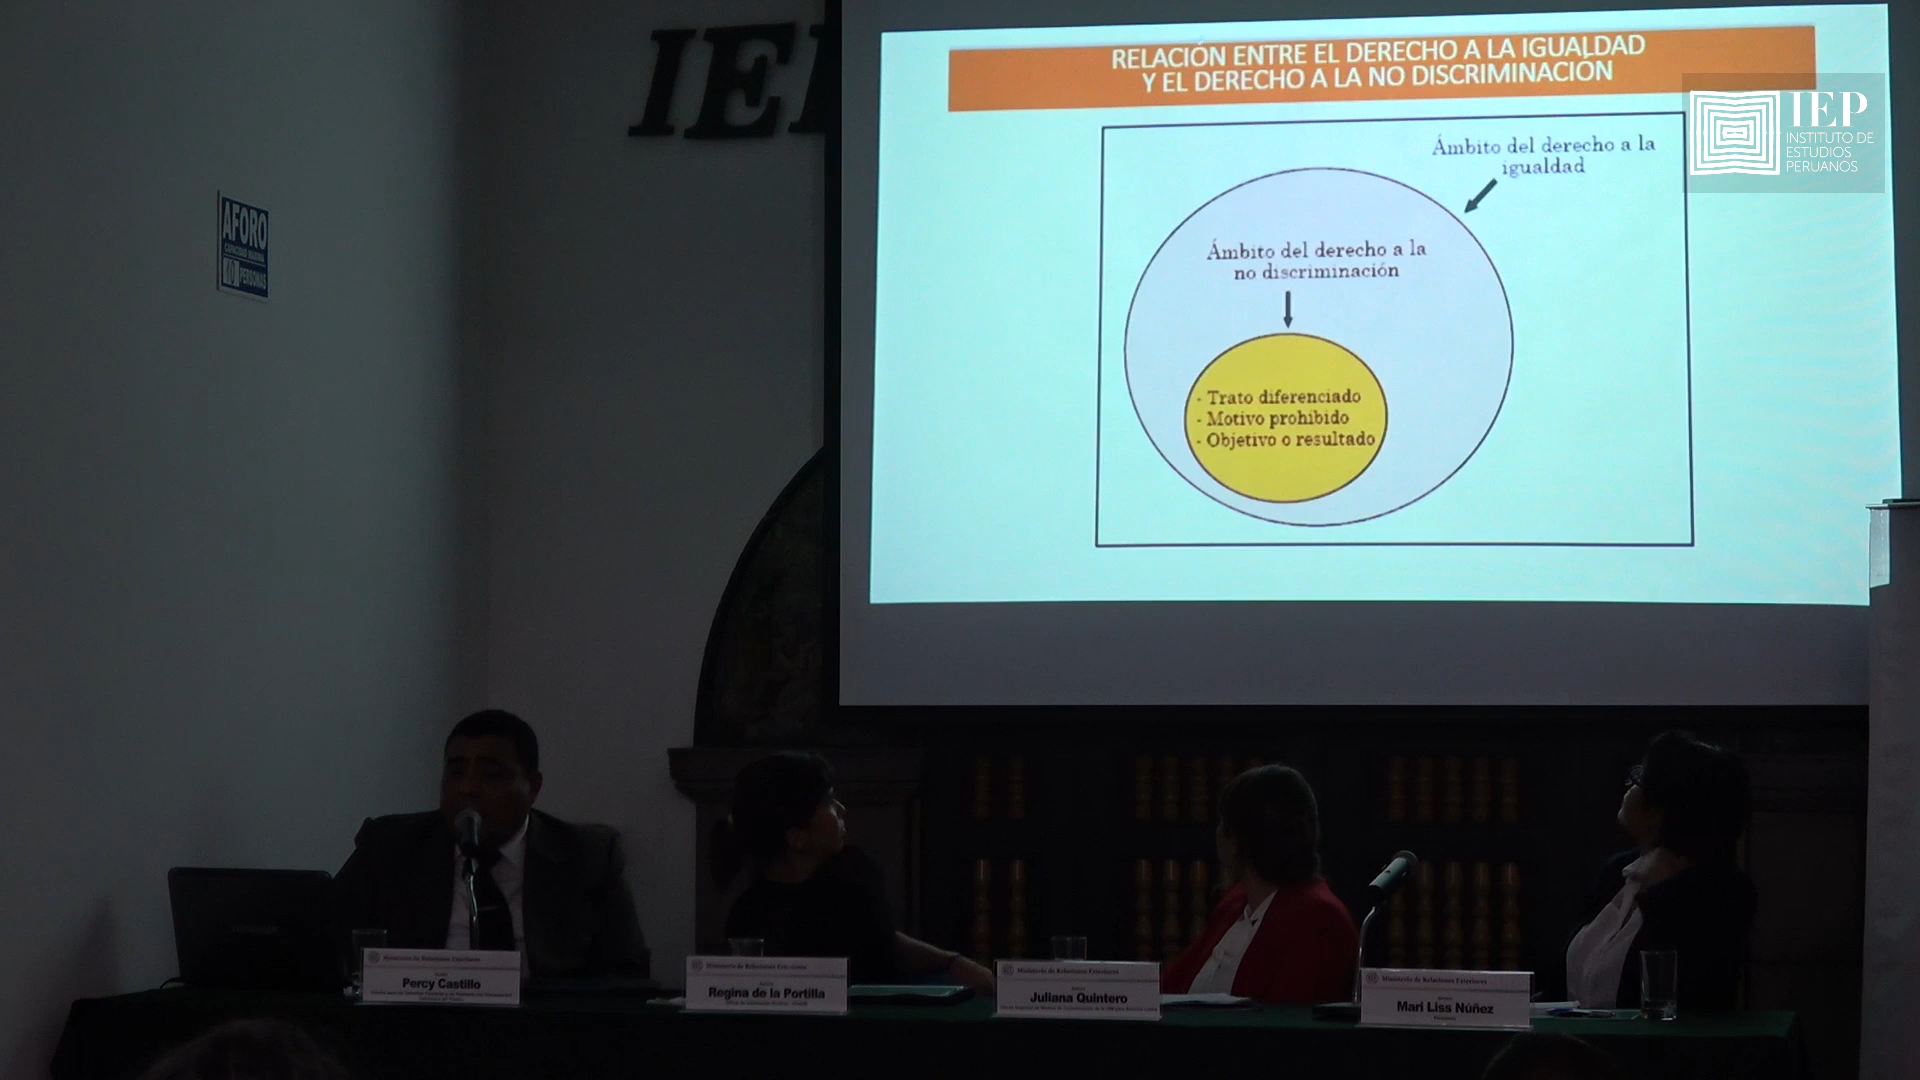 IE
RELACIÓN ENTRE EL DERECHO A LA IGUALDAD
Y EL DERECHO A LA NO DISCRIMINACIÓN
IEP
INSTITUTO DE
ESTUDIOS
PERUANOS
Ámbito del derecho a la
igualdad
Ámbito del derecho a la
no discriminación
- Trato diferenciado
- Motivo prohibido
- Objetivo o resultado
AFORO
CAPACIDAD MAXIMA
PERSONAS
Ministerio de Relaciones Exteriores
Percy Castillo
Ministerio de Relaciones Exteriores
Regina de la Portilla
Ministerio de Relaciones Exteriores
Juliana Quintero
Ministerio de Relaciones Exteriores
Mari Liss Núñez